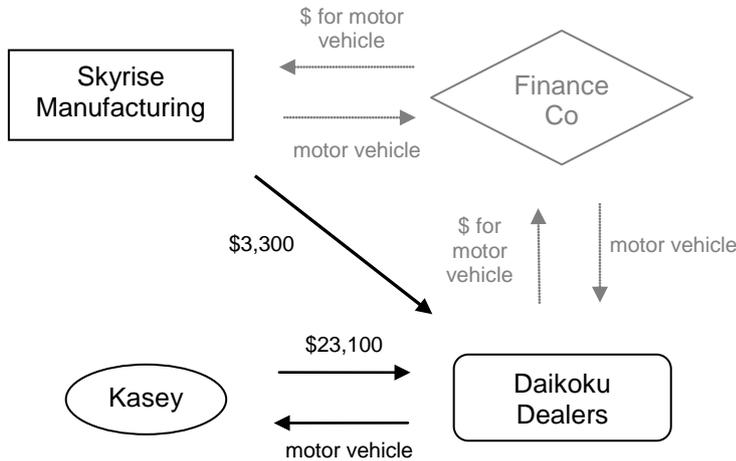 $ for motor
vehicle
Skyrise
Manufacturing
Finance
Co
motor vehicle
$3,300
$ for
motor
vehicle
motor vehicle
$23,100
Kasey
Daikoku
Dealers
motor vehicle